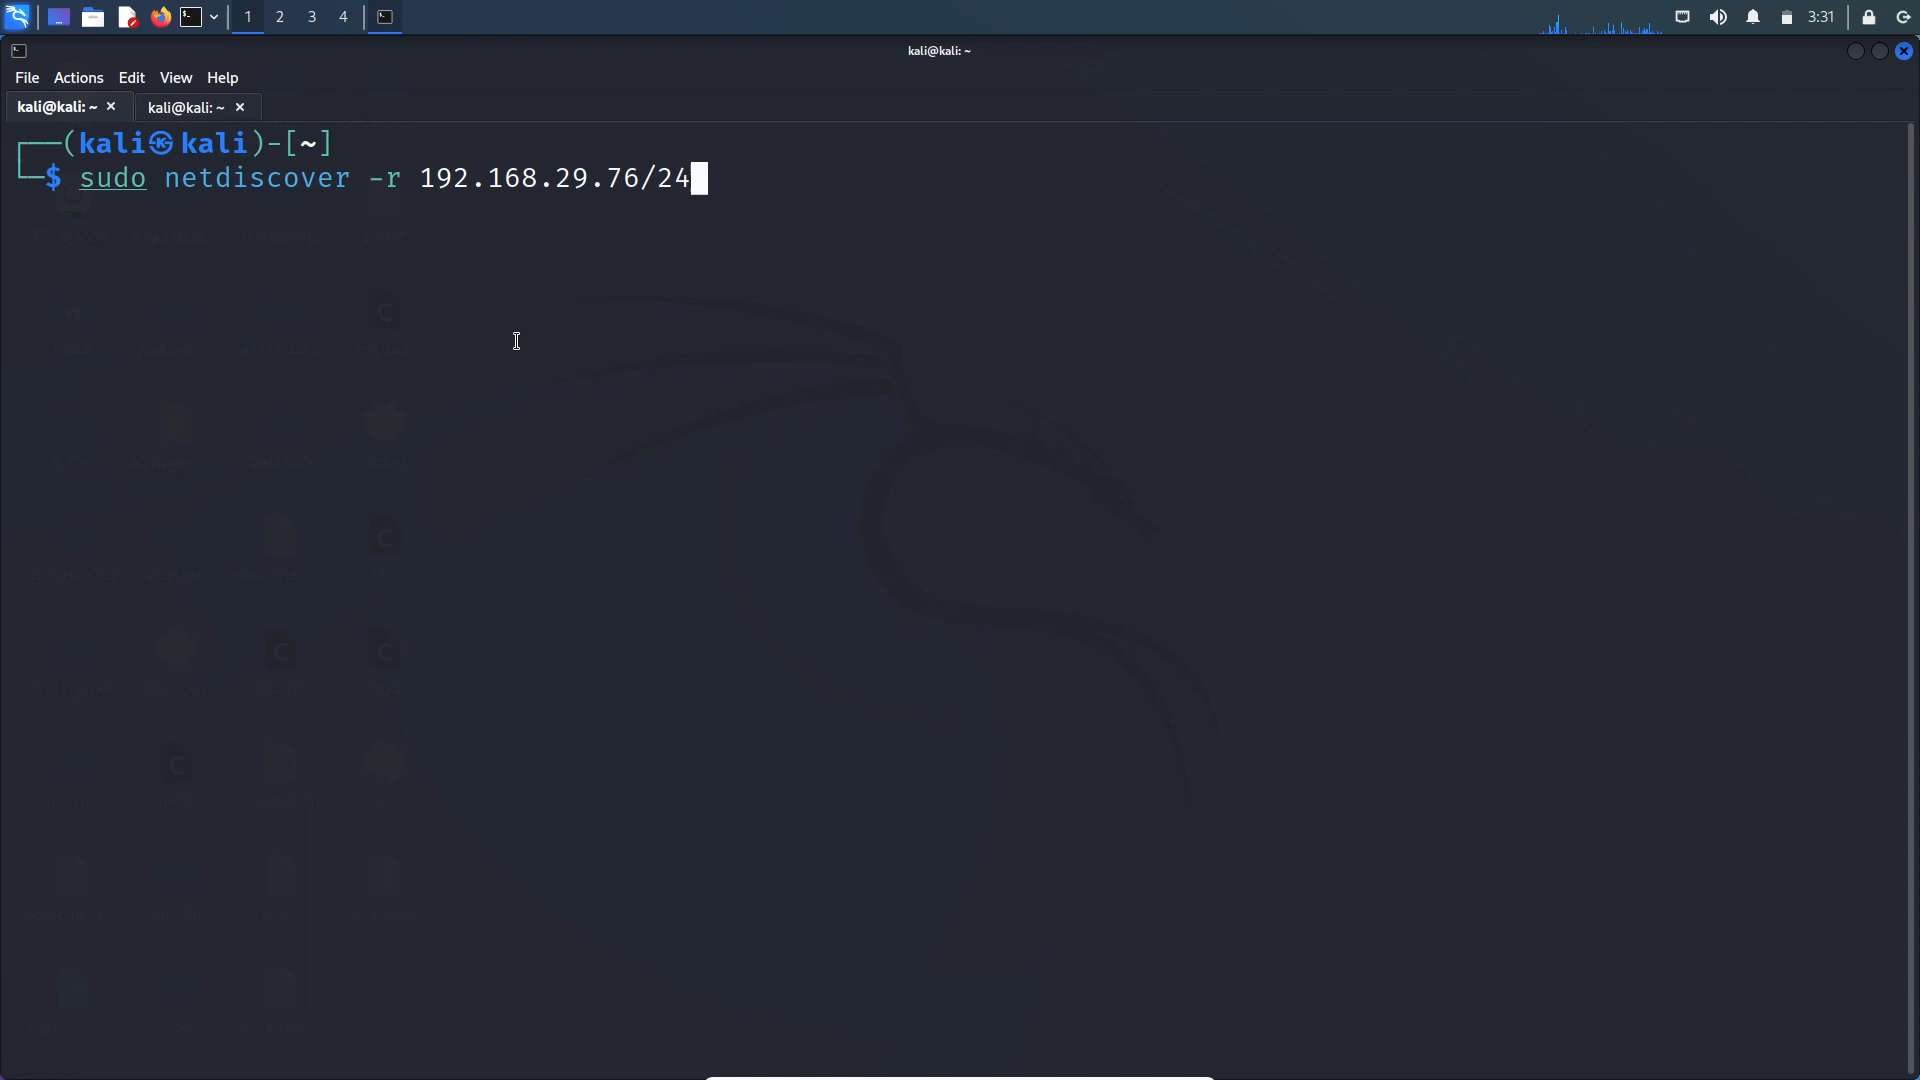 1 2 3 4
3:31
kali@kali: ~
File Actions Edit View Help
kali@kali: ~ × kali@kali: ~ ×
┌──(kali㉿kali)-[~]
└─$ sudo netdiscover -r 192.168.29.76/24